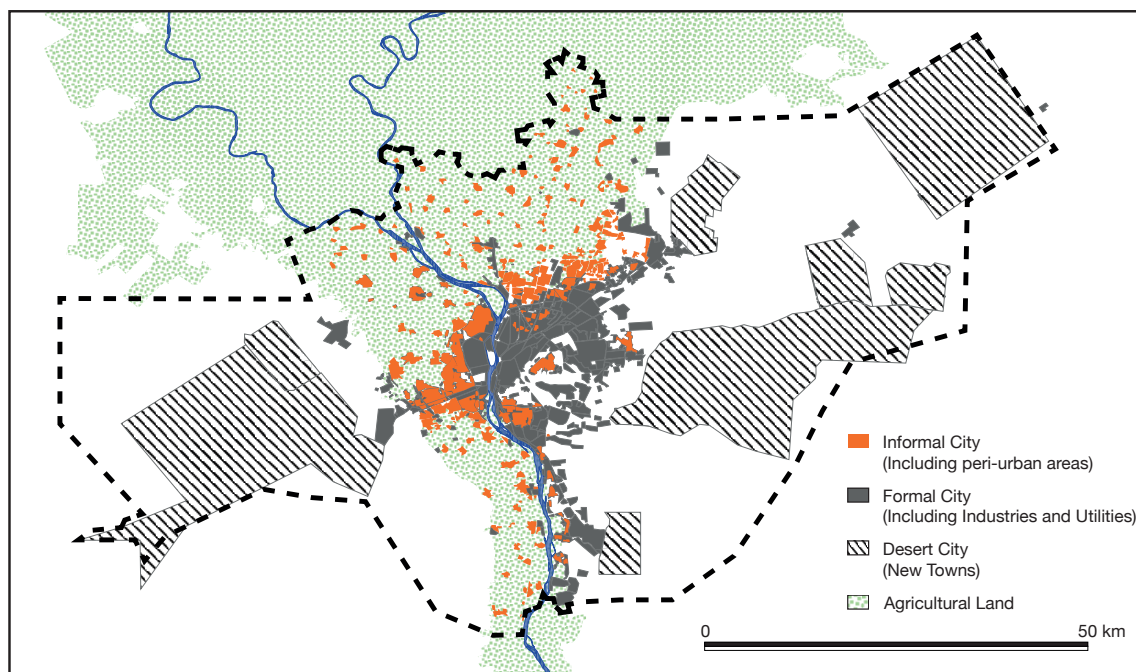 Informal City
(Including peri-urban areas)
Formal City
(Including Industries and Utilities)
Desert City
(New Towns)
Agricultural Land
0 50 km